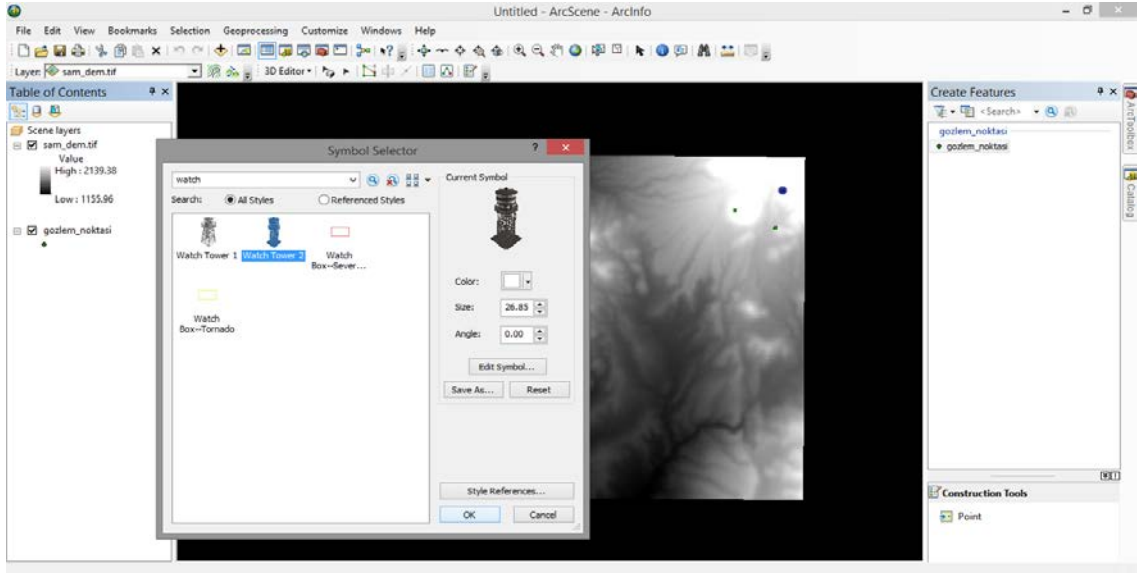 Untitled - ArcScene - ArcInfo
File Edit View Bookmarks Selection Geoprocessing Customize Windows Help
Layer: sam_dem.tif 3D Editor
Table of Contents
Scene layers
sam_dem.tif
Value
High : 2139.38
Low : 1155.96
gozlem_noktasi
Symbol Selector
watch
Search: All Styles Referenced Styles
Watch Tower 1 Watch Tower 2 Watch
Box--Sever...
Watch
Box--Tornado
Current Symbol
Color:
Size: 26.85
Angle: 0.00
Edit Symbol...
Save As... Reset
Style References...
OK Cancel
Create Features
<Search>
gozlem_noktasi
gozlem_noktasi
Construction Tools
Point
ArcToolbox
Catalog